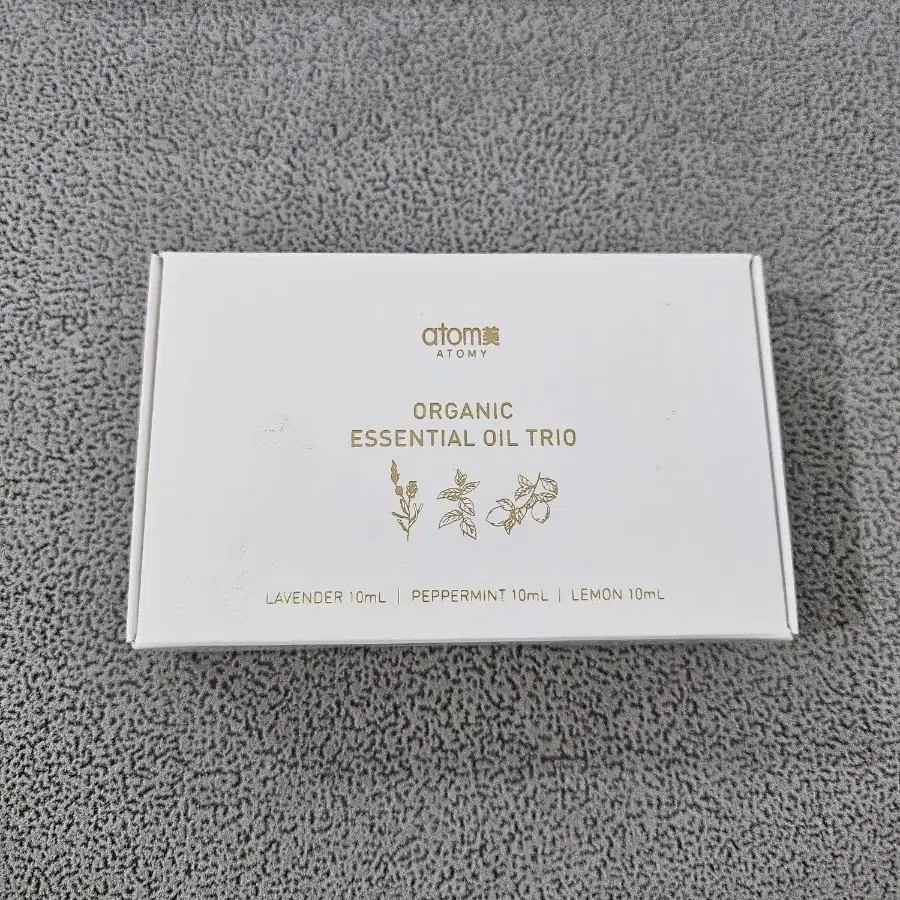 atom美
ATOMY
ORGANIC
ESSENTIAL OIL TRIO
LAVENDER 10mL | PEPPERMINT 10mL | LEMON 10mL